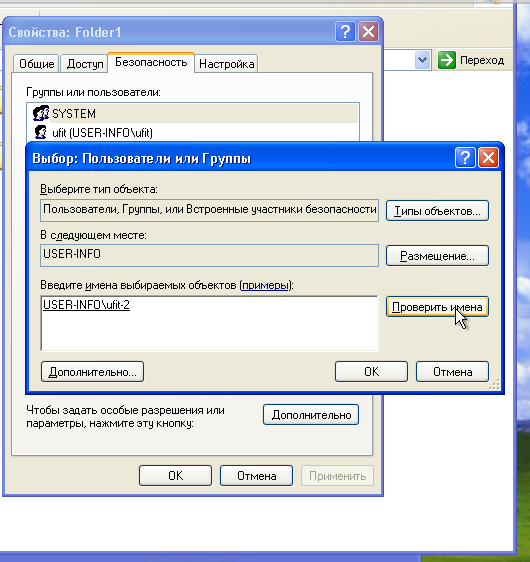 Свойства: Folder1
Переход
Общие
Доступ
Безопасность
Настройка
Группы или пользователи:
SYSTEM
ufit (USER-INFO\ufit)
Выбор: Пользователи или Группы
Выберите тип объекта:
Пользователи, Группы, или Встроенные участники безопасности
Типы объектов...
В следующем месте:
USER-INFO
Размещение...
Введите имена выбираемых объектов (примеры):
USER-INFO\ufit-2
Проверить имена
Дополнительно...
OK
Отмена
Чтобы задать особые разрешения или
параметры, нажмите эту кнопку:
Дополнительно
OK
Отмена
Применить